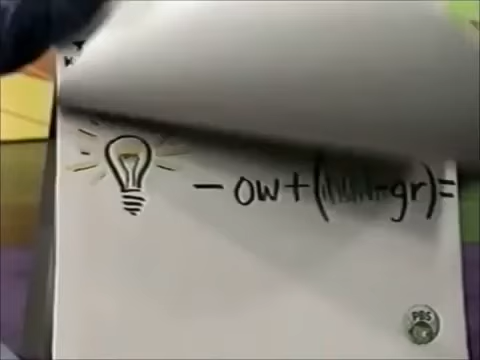 - ow + ( - gr) =
PBS